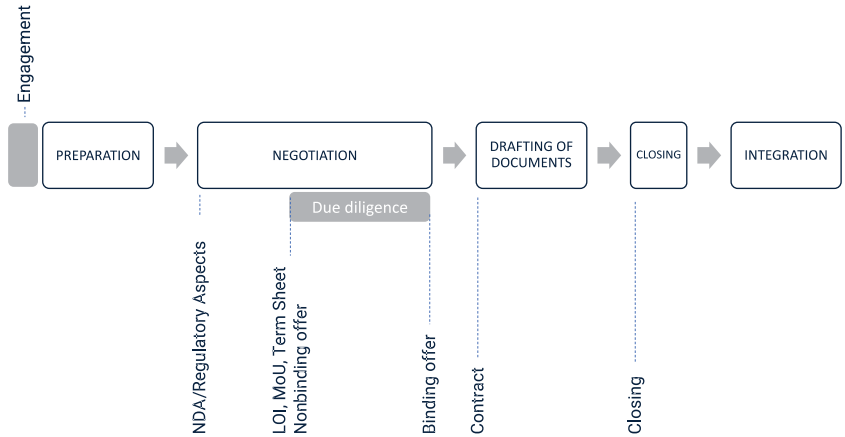 Engagement
PREPARATION
NEGOTIATION
DRAFTING OF
DOCUMENTS
CLOSING
INTEGRATION
Due diligence
NDA/Regulatory Aspects
LOI, MoU, Term Sheet
Nonbinding offer
Binding offer
Contract
Closing